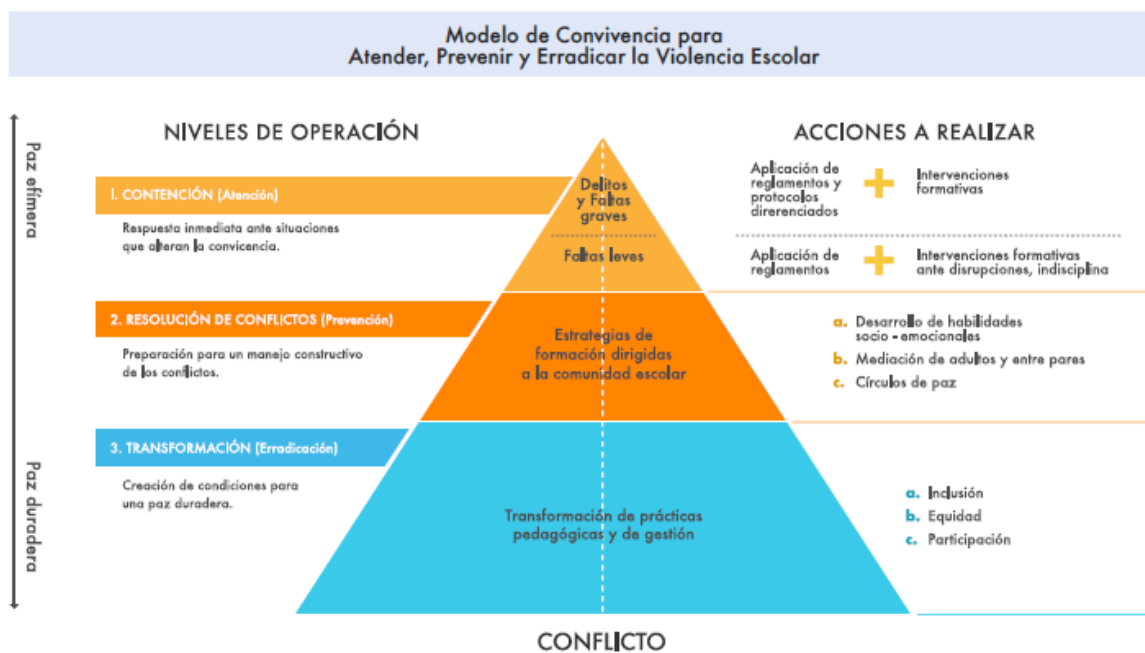 Modelo de Convivencia para
Atender, Prevenir y Erradicar la Violencia Escolar
Paz efímera
Paz duradera
NIVELES DE OPERACIÓN
1. CONTENCIÓN (Atención)
Respuesta inmediata ante situaciones
que alteran la convicencia.
2. RESOLUCIÓN DE CONFLICTOS (Prevención)
Preparación para un manejo constructivo
de los conflictos.
3. TRANSFORMACIÓN (Erradicación)
Creación de condiciones para
una paz duradera.
Delitos
y Faltas
graves
Faltas leves
Estrategias de
formación dirigidas
a la comunidad escolar
Transformación de prácticas
pedagógicas y de gestión
CONFLICTO
ACCIONES A REALIZAR
Aplicación de
reglamentos y
protocolos
direrenciados
+
Intervenciones
formativas
Aplicación de
reglamentos
+
Intervenciones formativas
ante disrupciones, indisciplina
a. Desarrollo de habilidades
socio - emocionales
b. Mediación de adultos y entre pares
c. Círculos de paz
a. Inclusión
b. Equidad
c. Participación